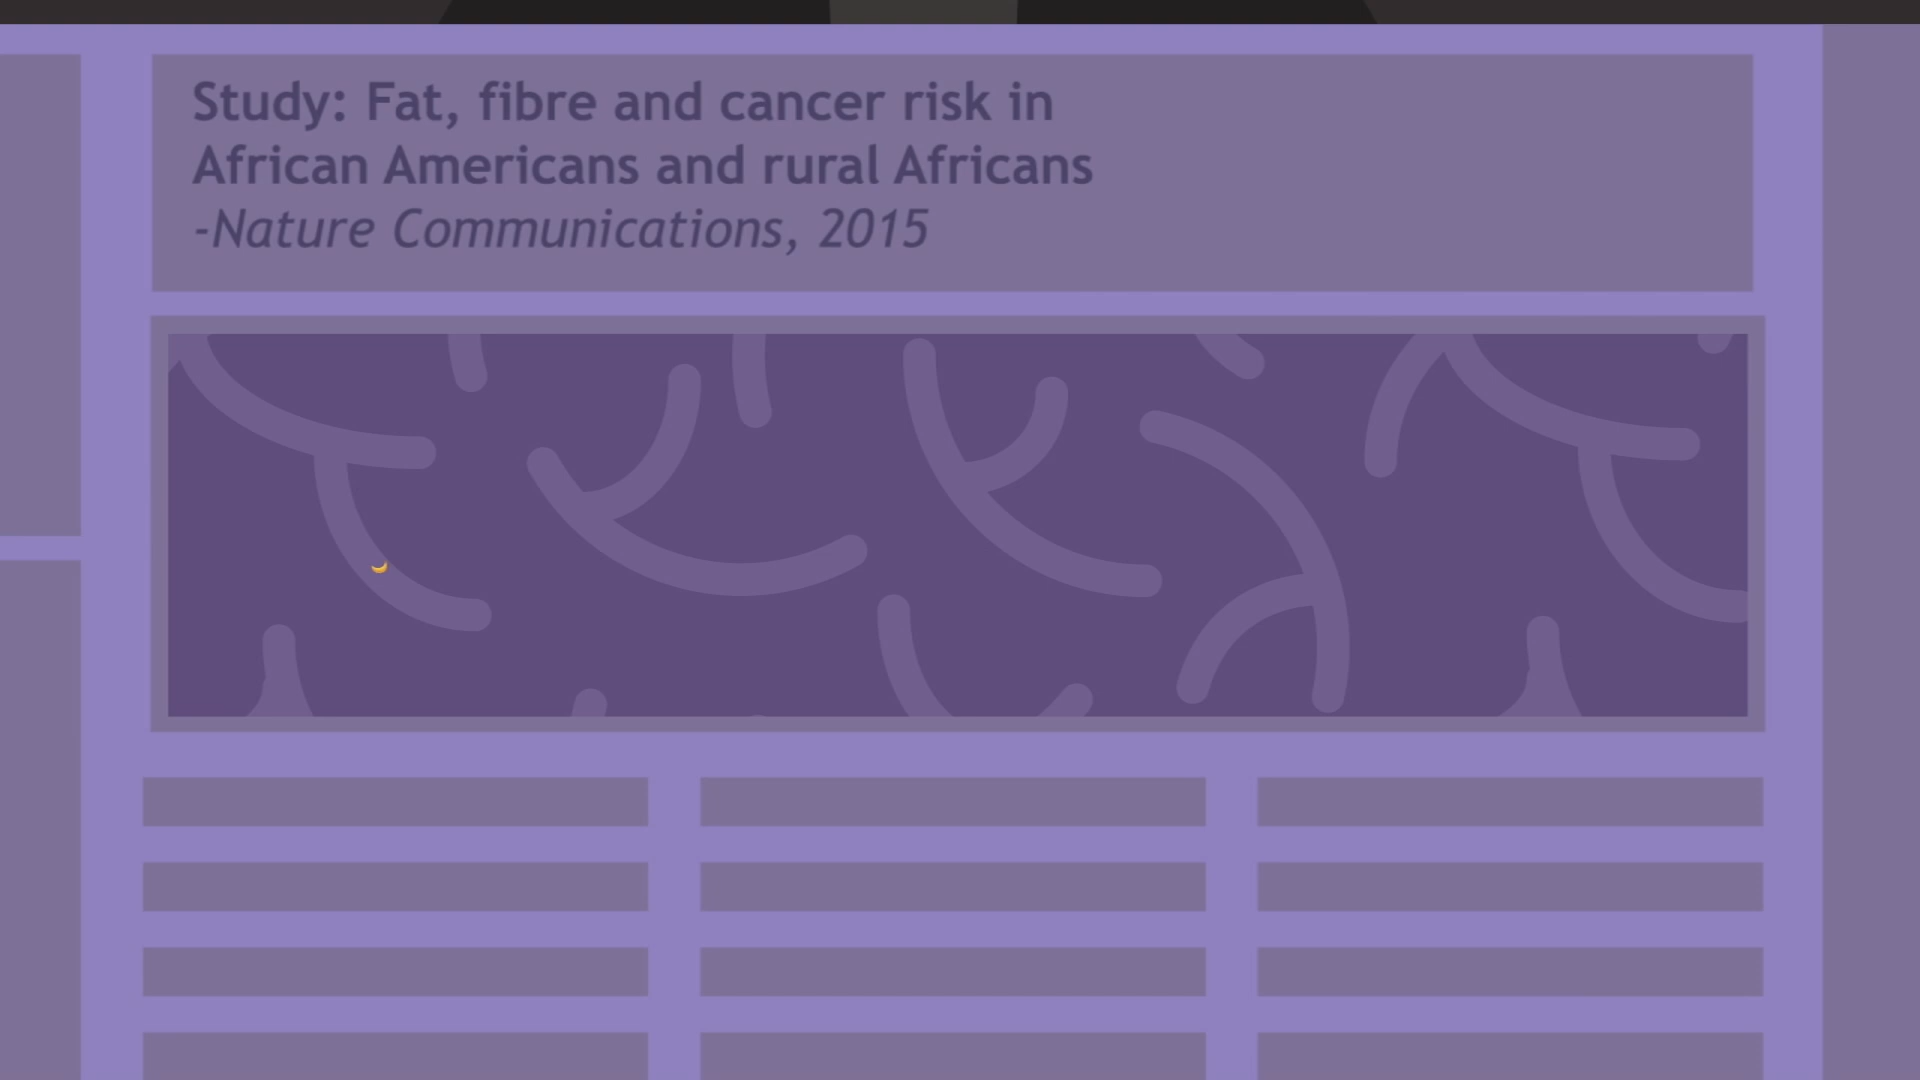 Study: Fat, fibre and cancer risk in
African Americans and rural Africans
-Nature Communications, 2015